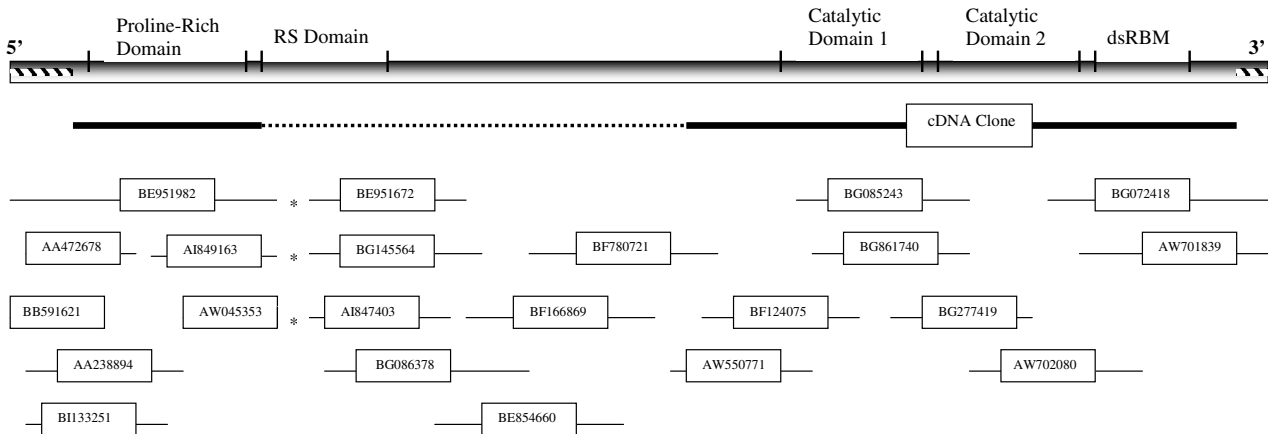 5’
Proline-Rich
Domain
RS Domain
Catalytic
Domain 1
Catalytic
Domain 2
dsRBM
3’
cDNA Clone
BE951982
*
BE951672
BG085243
BG072418
AA472678
AI849163
*
BG145564
BF780721
BG861740
AW701839
BB591621
AW045353
*
AI847403
BF166869
BF124075
BG277419
AA238894
BG086378
AW550771
AW702080
BI133251
BE854660